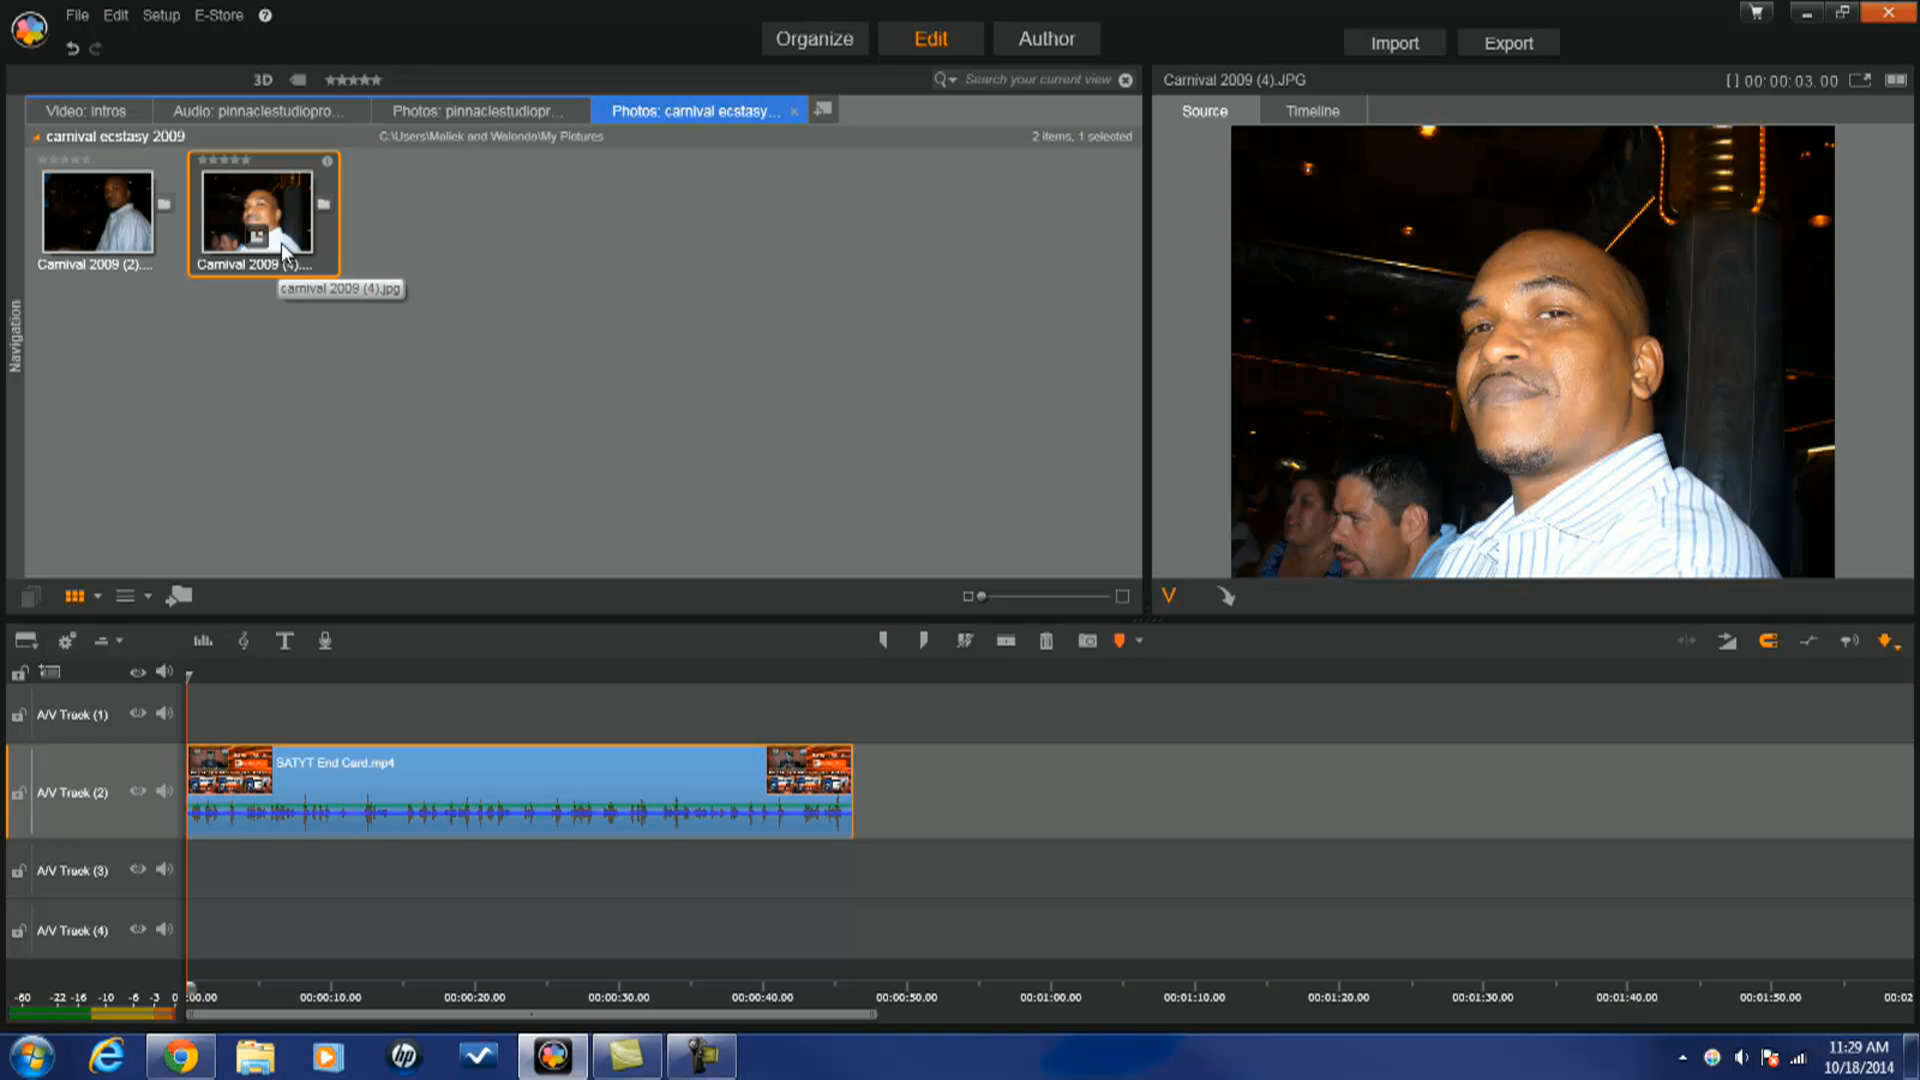 File Edit Setup E-Store ?
Organize Edit Author
Import Export
3D
Search your current view
Carnival 2009 (4).JPG
[] 00:00:03.00
Video: Intros
Audio: pinnaclestudiopro...
Photos: pinnaclestudiopr...
Photos: carnival ecstasy...
Source Timeline
carnival ecstasy 2009
C:\Users\Maliek and Walonda\My Pictures
2 items, 1 selected
Carnival 2009 (2)....
Carnival 2009 (4)....
carnival 2009 (4).jpg
Navigation
V
T
A/V Track (1)
A/V Track (2)
SATYT End Card.mp4
A/V Track (3)
A/V Track (4)
-60 -22 -16 -10 -6 -3 0
:00.00 00:00:10.00 00:00:20.00 00:00:30.00 00:00:40.00 00:00:50.00 00:01:00.00 00:01:10.00 00:01:20.00 00:01:30.00 00:01:40.00 00:01:50.00 00:02
hp
11:29 AM
10/18/2014